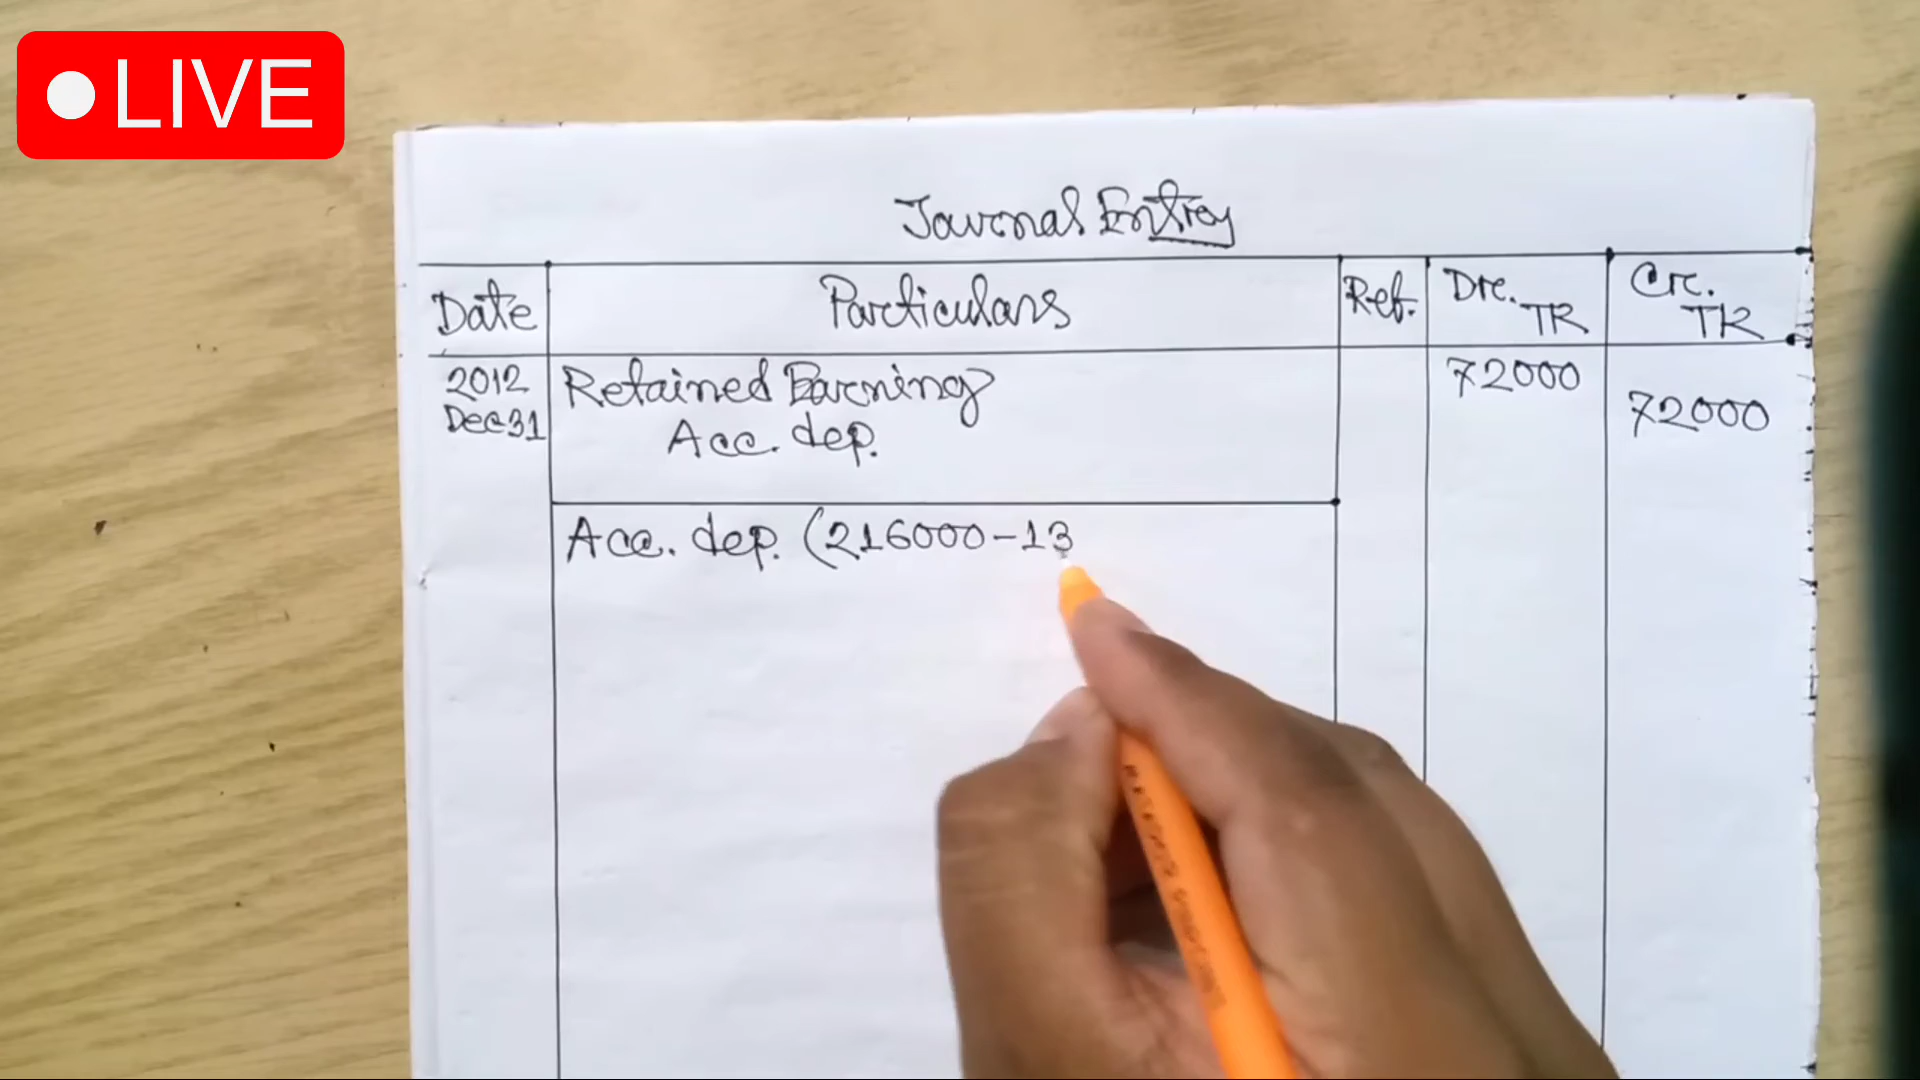 LIVE
Journal Entry
Date Particulars Ref. Dr. TK Cr. TK
2012 Retained Earning 72000
Dec31 Acc. dep. 72000
Acc. dep. (216000-13